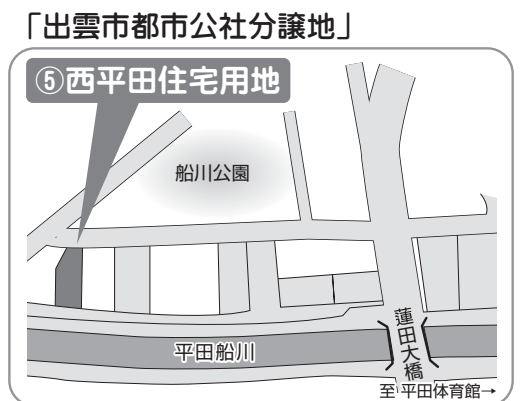 「出雲市都市公社分譲地」
⑤西平田住宅用地
船川公園
蓮田大橋
平田船川
至 平田体育館→